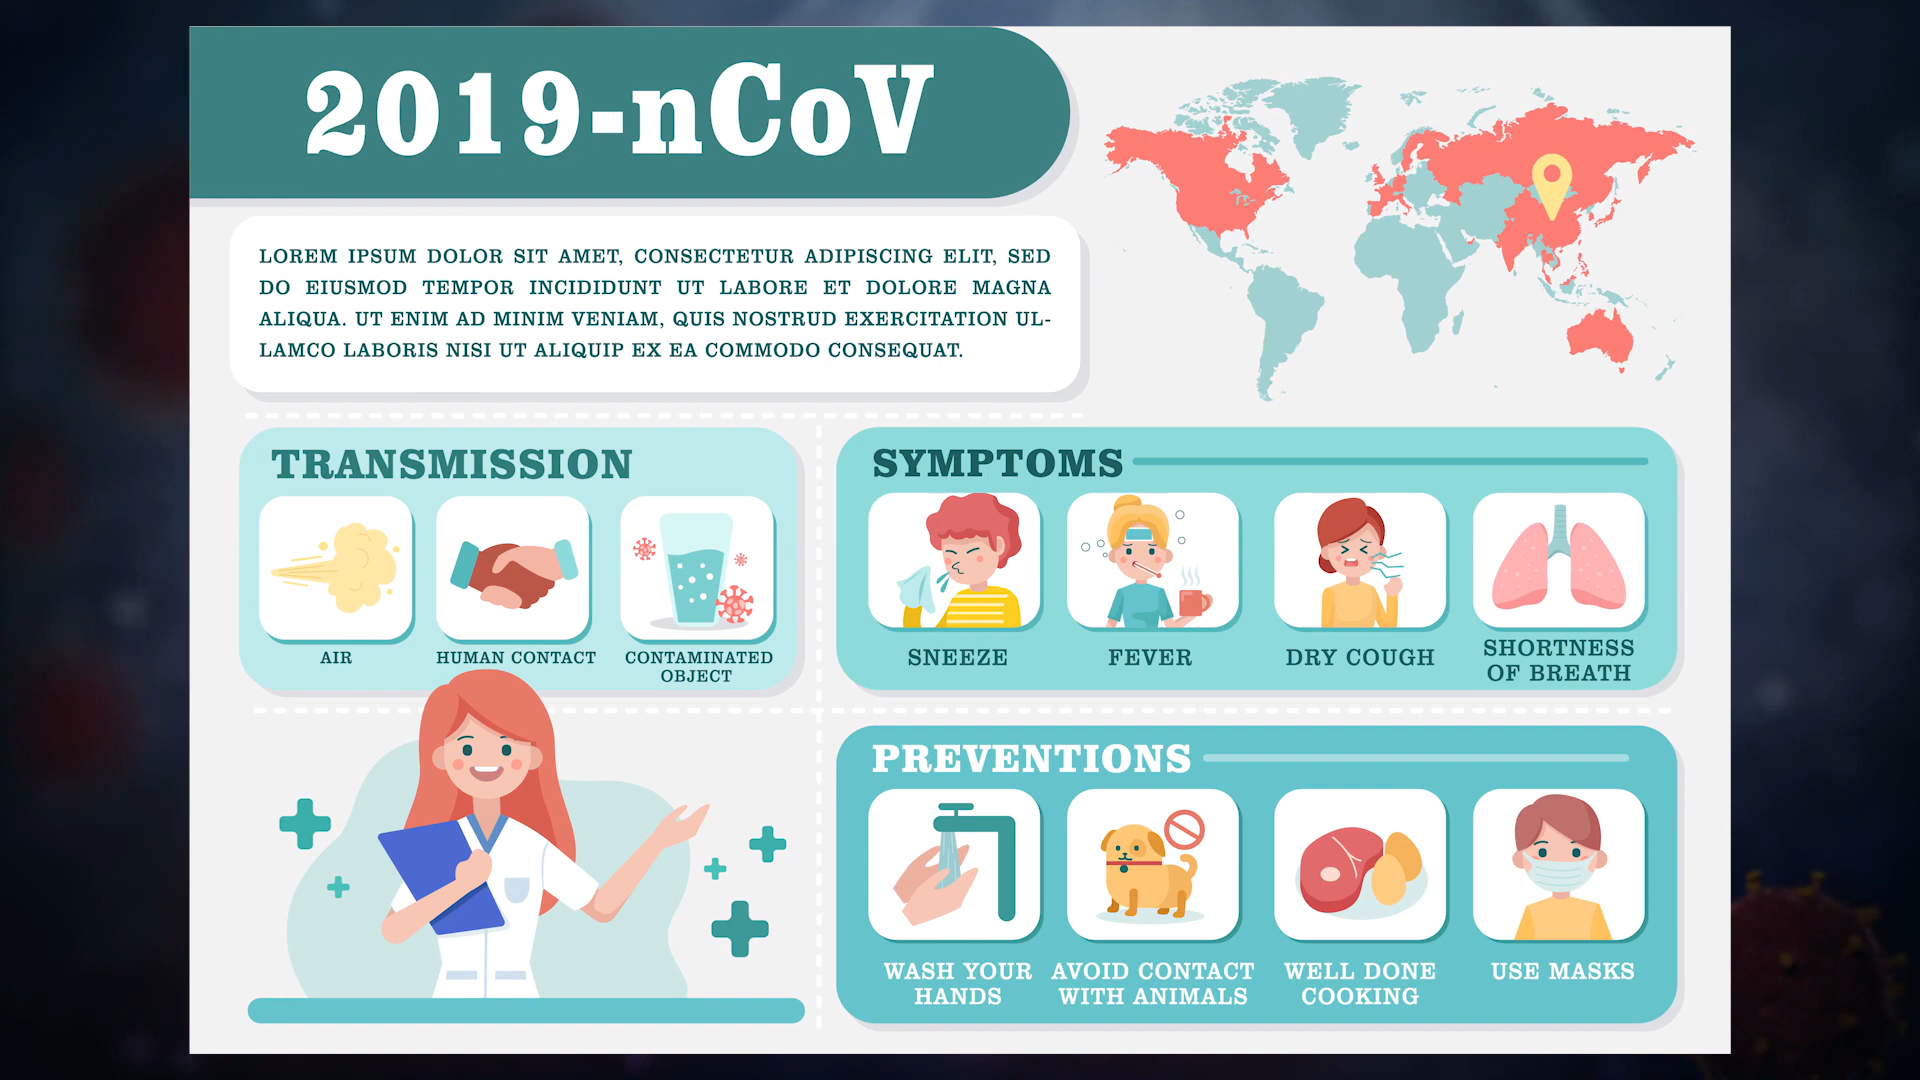 2019-nCoV
LOREM IPSUM DOLOR SIT AMET, CONSECTETUR ADIPISCING ELIT, SED
DO EIUSMOD TEMPOR INCIDIDUNT UT LABORE ET DOLORE MAGNA
ALIQUA. UT ENIM AD MINIM VENIAM, QUIS NOSTRUD EXERCITATION UL-
LAMCO LABORIS NISI UT ALIQUIP EX EA COMMODO CONSEQUAT.
TRANSMISSION
AIR
HUMAN CONTACT
CONTAMINATED
OBJECT
SYMPTOMS
SNEEZE
FEVER
DRY COUGH
SHORTNESS
OF BREATH
PREVENTIONS
WASH YOUR
HANDS
AVOID CONTACT
WITH ANIMALS
WELL DONE
COOKING
USE MASKS